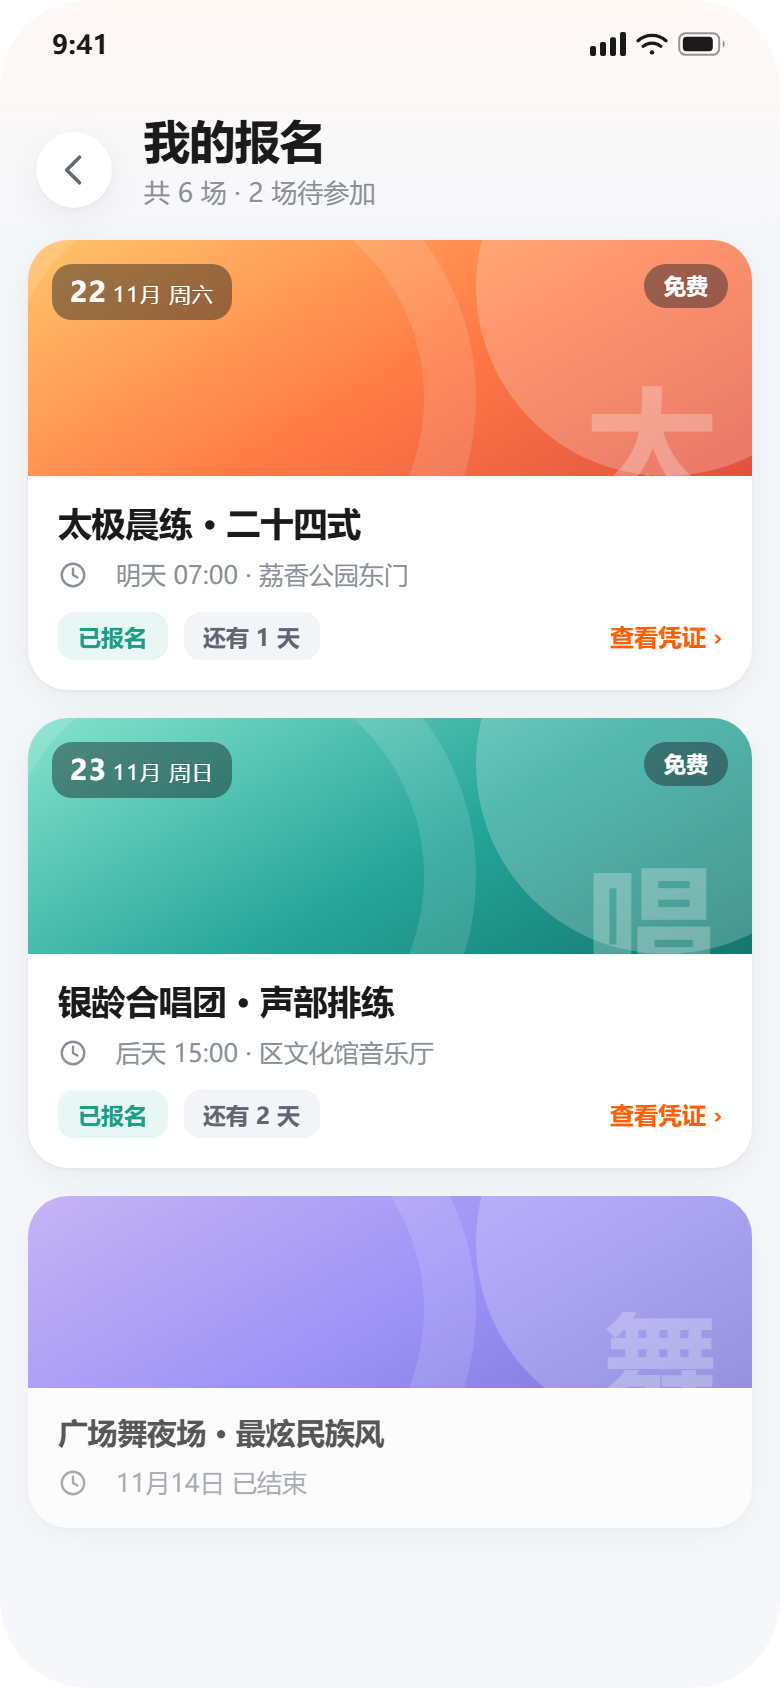 9:41
我的报名
共 6 场 · 2 场待参加
22 11月 周六
免费
太
太极晨练 • 二十四式
明天 07:00 · 荔香公园东门
已报名
还有 1 天
查看凭证 ›
23 11月 周日
免费
唱
银龄合唱团 • 声部排练
后天 15:00 · 区文化馆音乐厅
已报名
还有 2 天
查看凭证 ›
舞
广场舞夜场 • 最炫民族风
11月14日 已结束